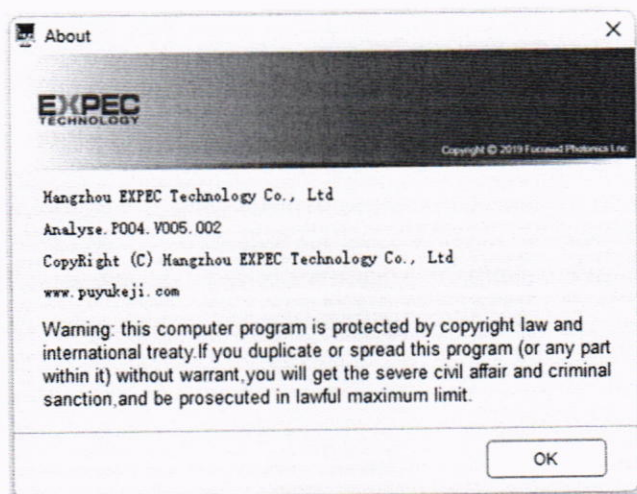 About
EXPEC
TECHNOLOGY
Copyright © 2019 Focused Photonics Inc
Hangzhou EXPEC Technology Co., Ltd
Analyse.P004.V005.002
CopyRight (C) Hangzhou EXPEC Technology Co., Ltd
www.puyukeji.com
Warning: this computer program is protected by copyright law and
international treaty.If you duplicate or spread this program (or any part
within it) without warrant,you will get the severe civil affair and criminal
sanction,and be prosecuted in lawful maximum limit.
OK